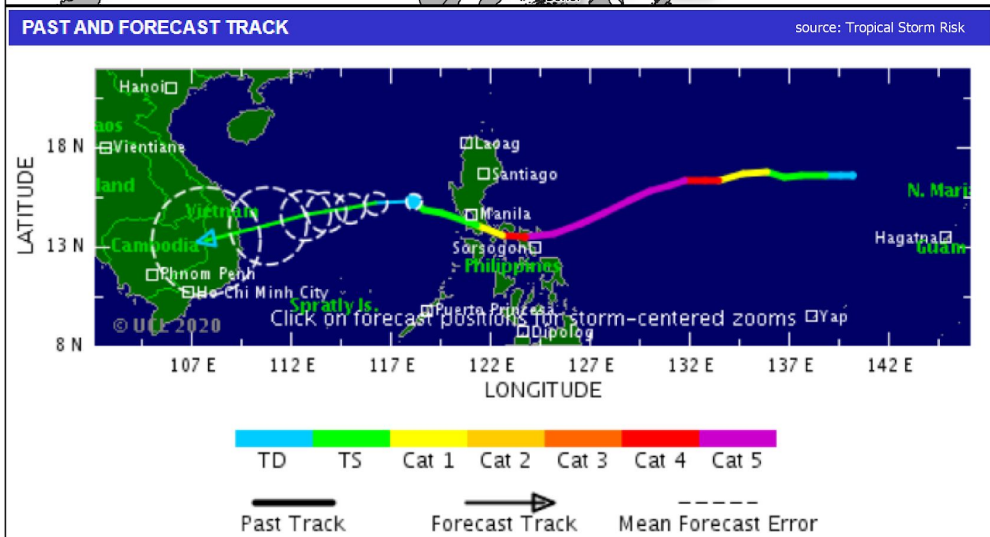 PAST AND FORECAST TRACK
source: Tropical Storm Risk
Hanoi
aos
18 N
Vientiane
Laoag
land
Santiago
N. Mari
Vietnam
Manila
LATITUDE
13 N
Cambodia
Sorsogon
Hagatna
Guam
Philippines
Phnom Penh
Ho Chi Minh City
Spratly Is.
Puerto Princesa
© UCL 2020
Click on forecast positions for storm-centered zooms
Yap
Dipolog
8 N
107 E 112 E 117 E 122 E 127 E 132 E 137 E 142 E
LONGITUDE
TD TS Cat 1 Cat 2 Cat 3 Cat 4 Cat 5
Past Track Forecast Track Mean Forecast Error